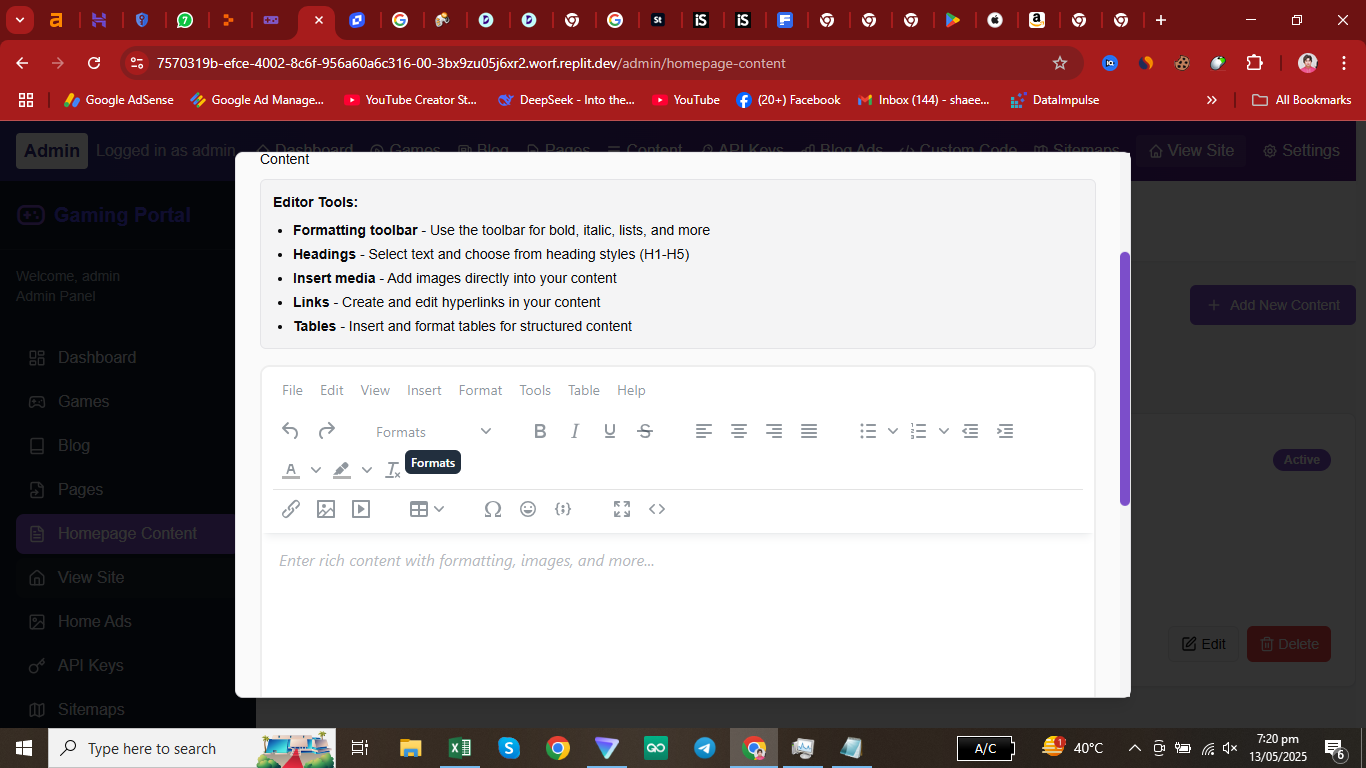 7570319b-efce-4002-8c6f-956a60a6c316-00-3bx9zu05j6xr2.worf.replit.dev/admin/homepage-content
Google AdSense
Google Ad Manage...
YouTube Creator St...
DeepSeek - Into the...
YouTube
(20+) Facebook
Inbox (144) - shaee...
DataImpulse
»
All Bookmarks
Admin
Logged in as admin
Dashboard
Games
Blog
Pages
Content
API Keys
Blog Ads
Custom Code
Sitemaps
View Site
Settings
Gaming Portal
Welcome, admin
Admin Panel
Dashboard
Games
Blog
Pages
Homepage Content
View Site
Home Ads
API Keys
Sitemaps
Add New Content
Active
Edit
Delete
Content
Editor Tools:
• Formatting toolbar - Use the toolbar for bold, italic, lists, and more
• Headings - Select text and choose from heading styles (H1-H5)
• Insert media - Add images directly into your content
• Links - Create and edit hyperlinks in your content
• Tables - Insert and format tables for structured content
File Edit View Insert Format Tools Table Help
Formats
Formats
Enter rich content with formatting, images, and more...
Type here to search
A/C
1
40°C
7:20 pm
13/05/2025
6